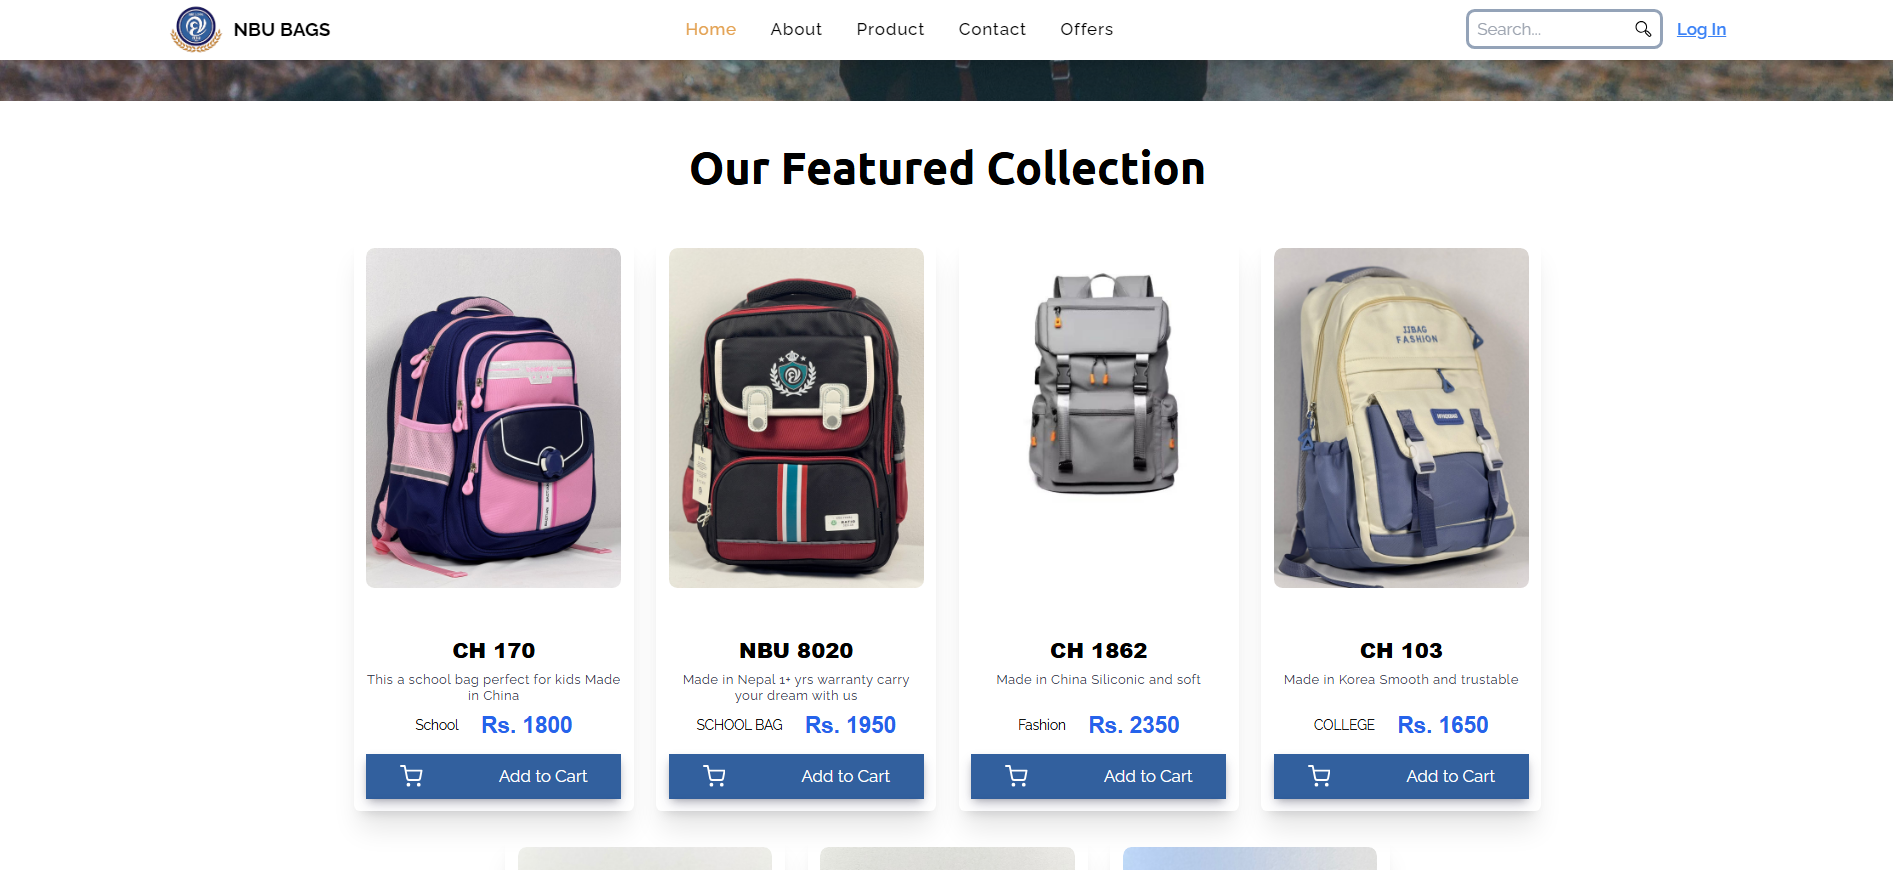 NBU BAGS
Home About Product Contact Offers
Search...
Log In
Our Featured Collection
JJBAG
FASHION
CH 170
This a school bag perfect for kids Made
in China
School Rs. 1800
Add to Cart
NBU 8020
Made in Nepal 1+ yrs warranty carry
your dream with us
SCHOOL BAG Rs. 1950
Add to Cart
CH 1862
Made in China Siliconic and soft
Fashion Rs. 2350
Add to Cart
CH 103
Made in Korea Smooth and trustable
COLLEGE Rs. 1650
Add to Cart